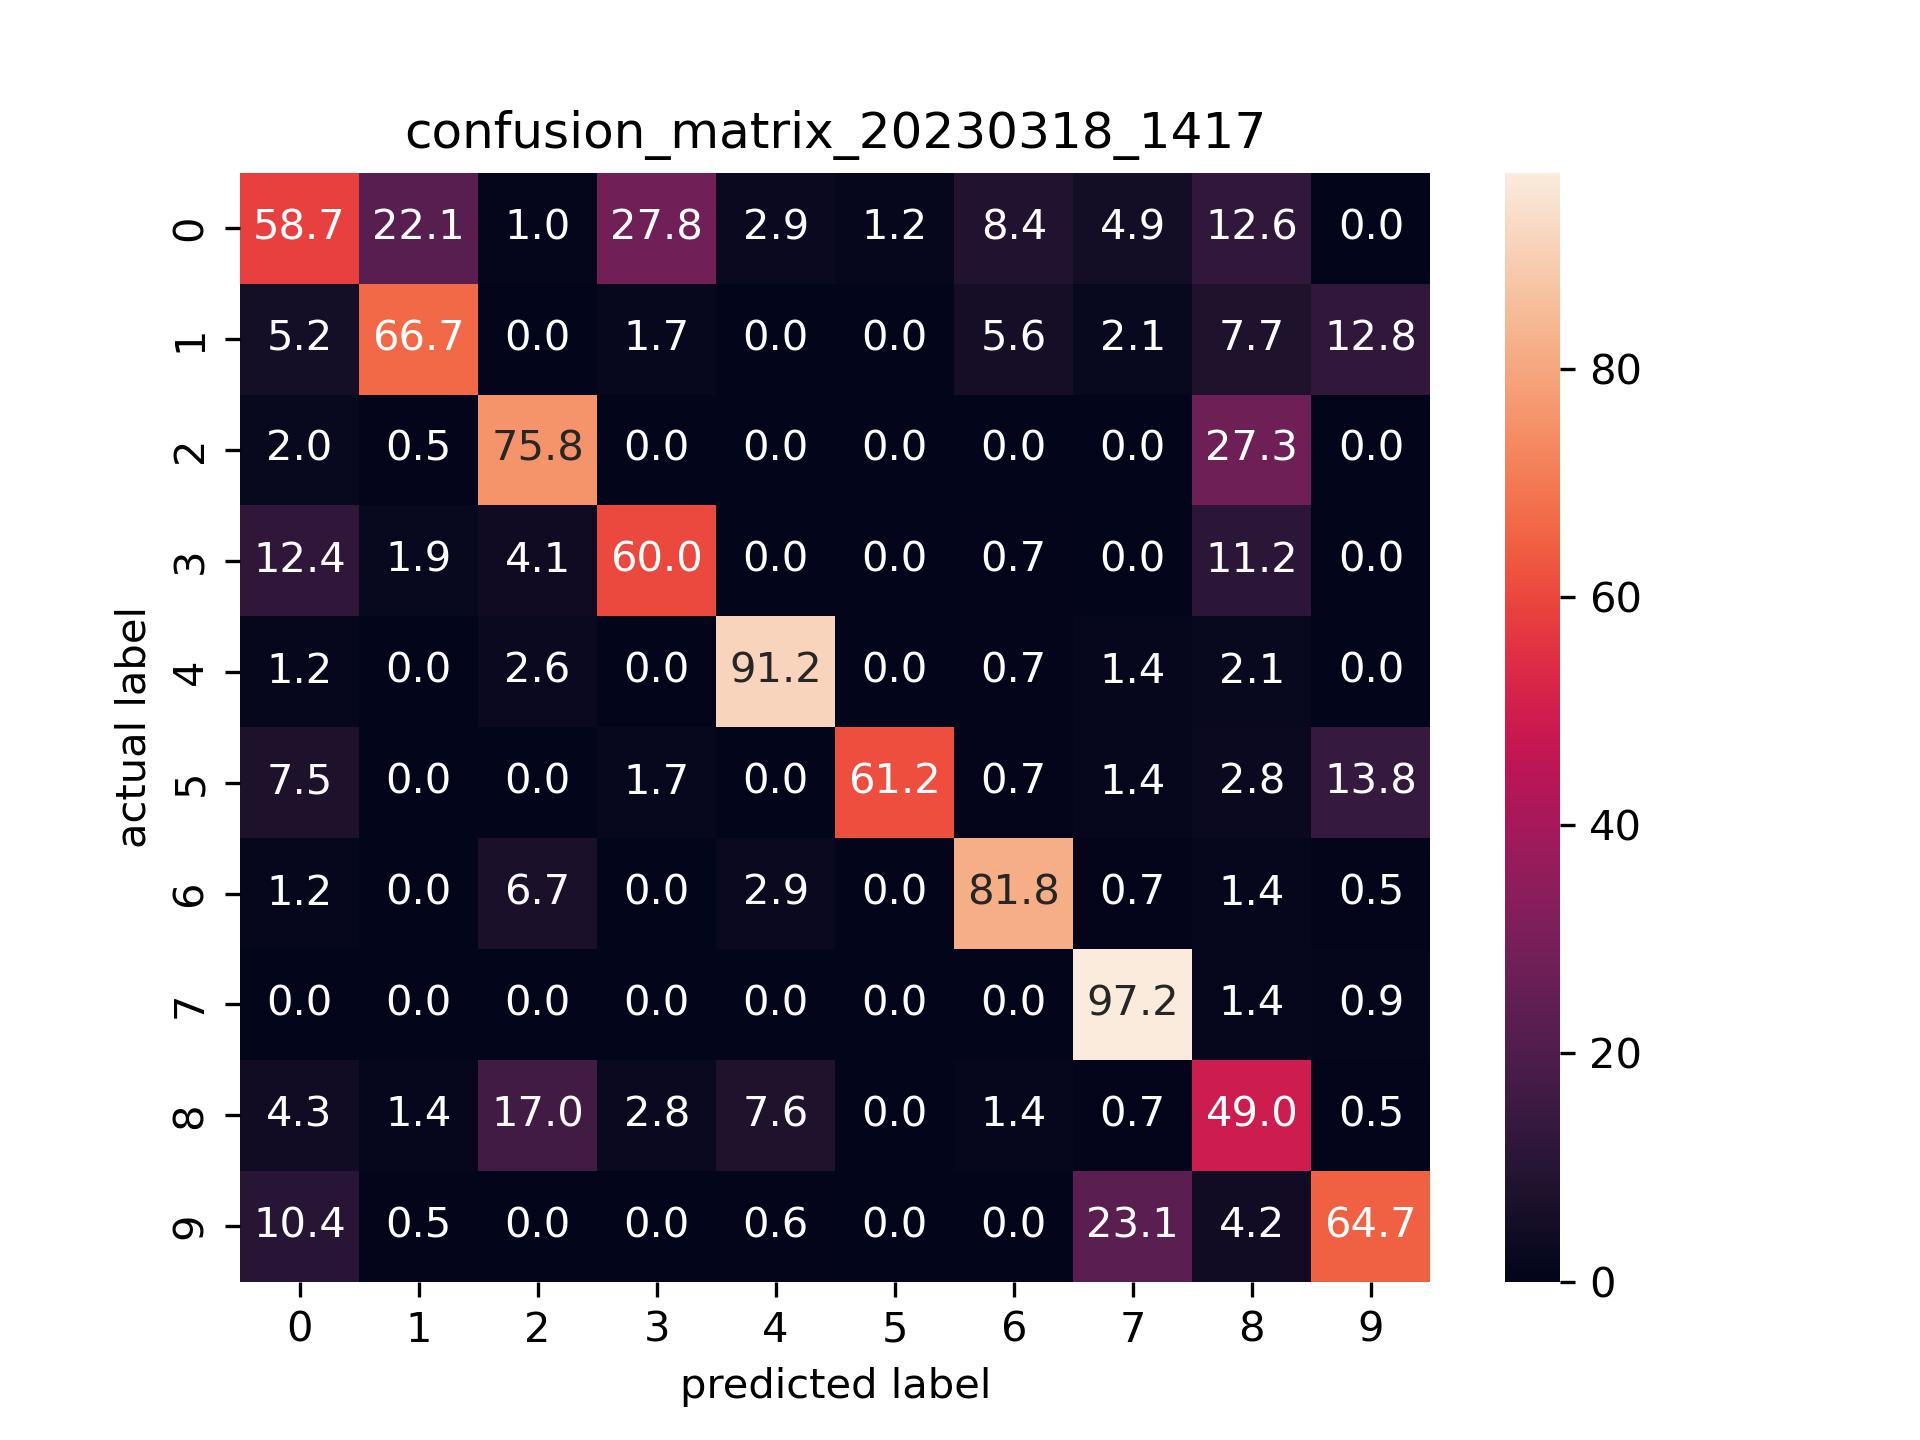 confusion_matrix_20230318_1417
0 58.7 22.1 1.0 27.8 2.9 1.2 8.4 4.9 12.6 0.0
1 5.2 66.7 0.0 1.7 0.0 0.0 5.6 2.1 7.7 12.8
2 2.0 0.5 75.8 0.0 0.0 0.0 0.0 0.0 27.3 0.0
3 12.4 1.9 4.1 60.0 0.0 0.0 0.7 0.0 11.2 0.0
4 1.2 0.0 2.6 0.0 91.2 0.0 0.7 1.4 2.1 0.0
5 7.5 0.0 0.0 1.7 0.0 61.2 0.7 1.4 2.8 13.8
6 1.2 0.0 6.7 0.0 2.9 0.0 81.8 0.7 1.4 0.5
7 0.0 0.0 0.0 0.0 0.0 0.0 0.0 97.2 1.4 0.9
8 4.3 1.4 17.0 2.8 7.6 0.0 1.4 0.7 49.0 0.5
9 10.4 0.5 0.0 0.0 0.6 0.0 0.0 23.1 4.2 64.7
0 1 2 3 4 5 6 7 8 9
predicted label
actual label
80
60
40
20
0